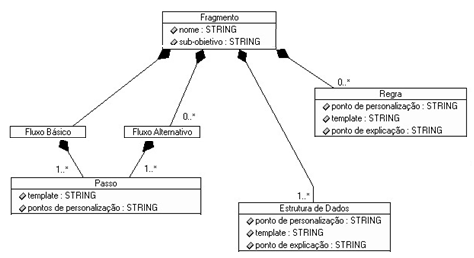 Fragmento
nome : STRING
sub-obietivo : STRING
0..*
Regra
ponto de personalização : STRING
template : STRING
ponto de explicação : STRING
0..*
Fluxo Básico
Fluxo Alternativo
1..*
1..*
Passo
template : STRING
pontos de personalização : STRING
1..*
Estrutura de Dados
ponto de personalização : STRING
template : STRING
ponto de explicação : STRING